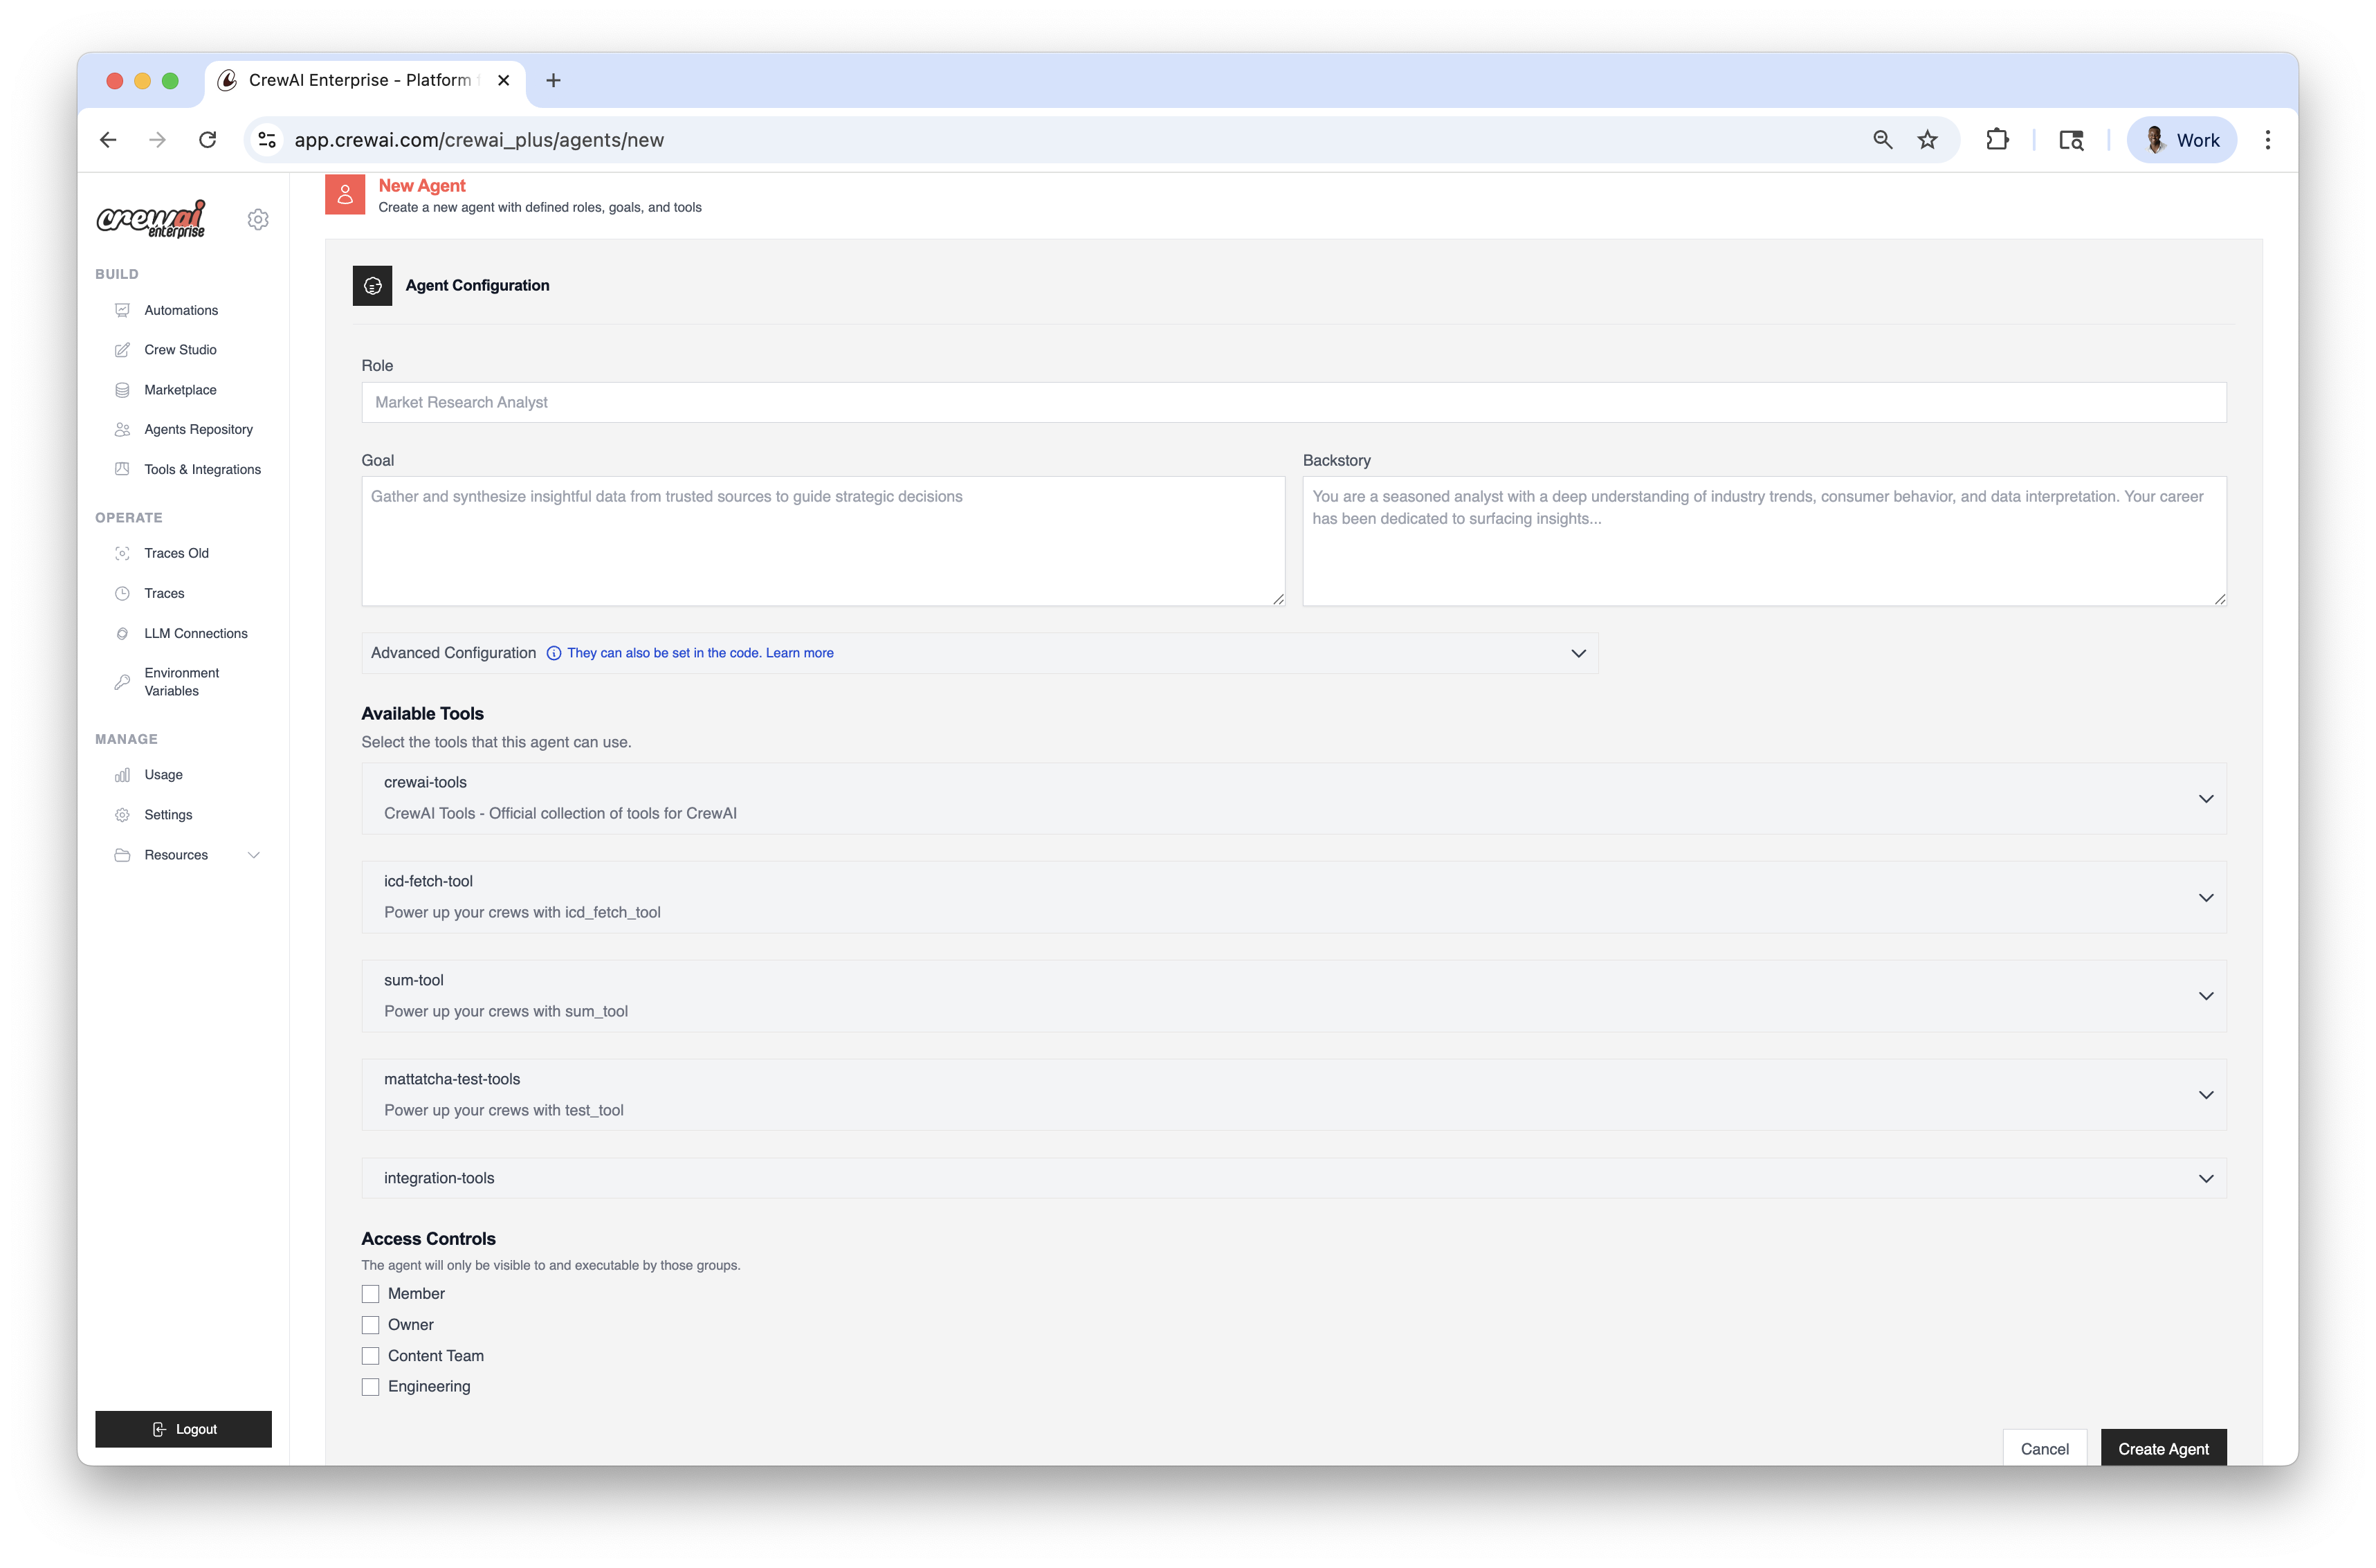 CrewAI Enterprise - Platform
app.crewai.com/crewai_plus/agents/new
Work
crewai
enterprise
BUILD
Automations
Crew Studio
Marketplace
Agents Repository
Tools & Integrations
OPERATE
Traces Old
Traces
LLM Connections
Environment
Variables
MANAGE
Usage
Settings
Resources
Logout
New Agent
Create a new agent with defined roles, goals, and tools
Agent Configuration
Role
Market Research Analyst
Goal
Gather and synthesize insightful data from trusted sources to guide strategic decisions
Backstory
You are a seasoned analyst with a deep understanding of industry trends, consumer behavior, and data interpretation. Your career
has been dedicated to surfacing insights...
Advanced Configuration They can also be set in the code. Learn more
Available Tools
Select the tools that this agent can use.
crewai-tools
CrewAI Tools - Official collection of tools for CrewAI
icd-fetch-tool
Power up your crews with icd_fetch_tool
sum-tool
Power up your crews with sum_tool
mattatcha-test-tools
Power up your crews with test_tool
integration-tools
Access Controls
The agent will only be visible to and executable by those groups.
Member
Owner
Content Team
Engineering
Cancel
Create Agent